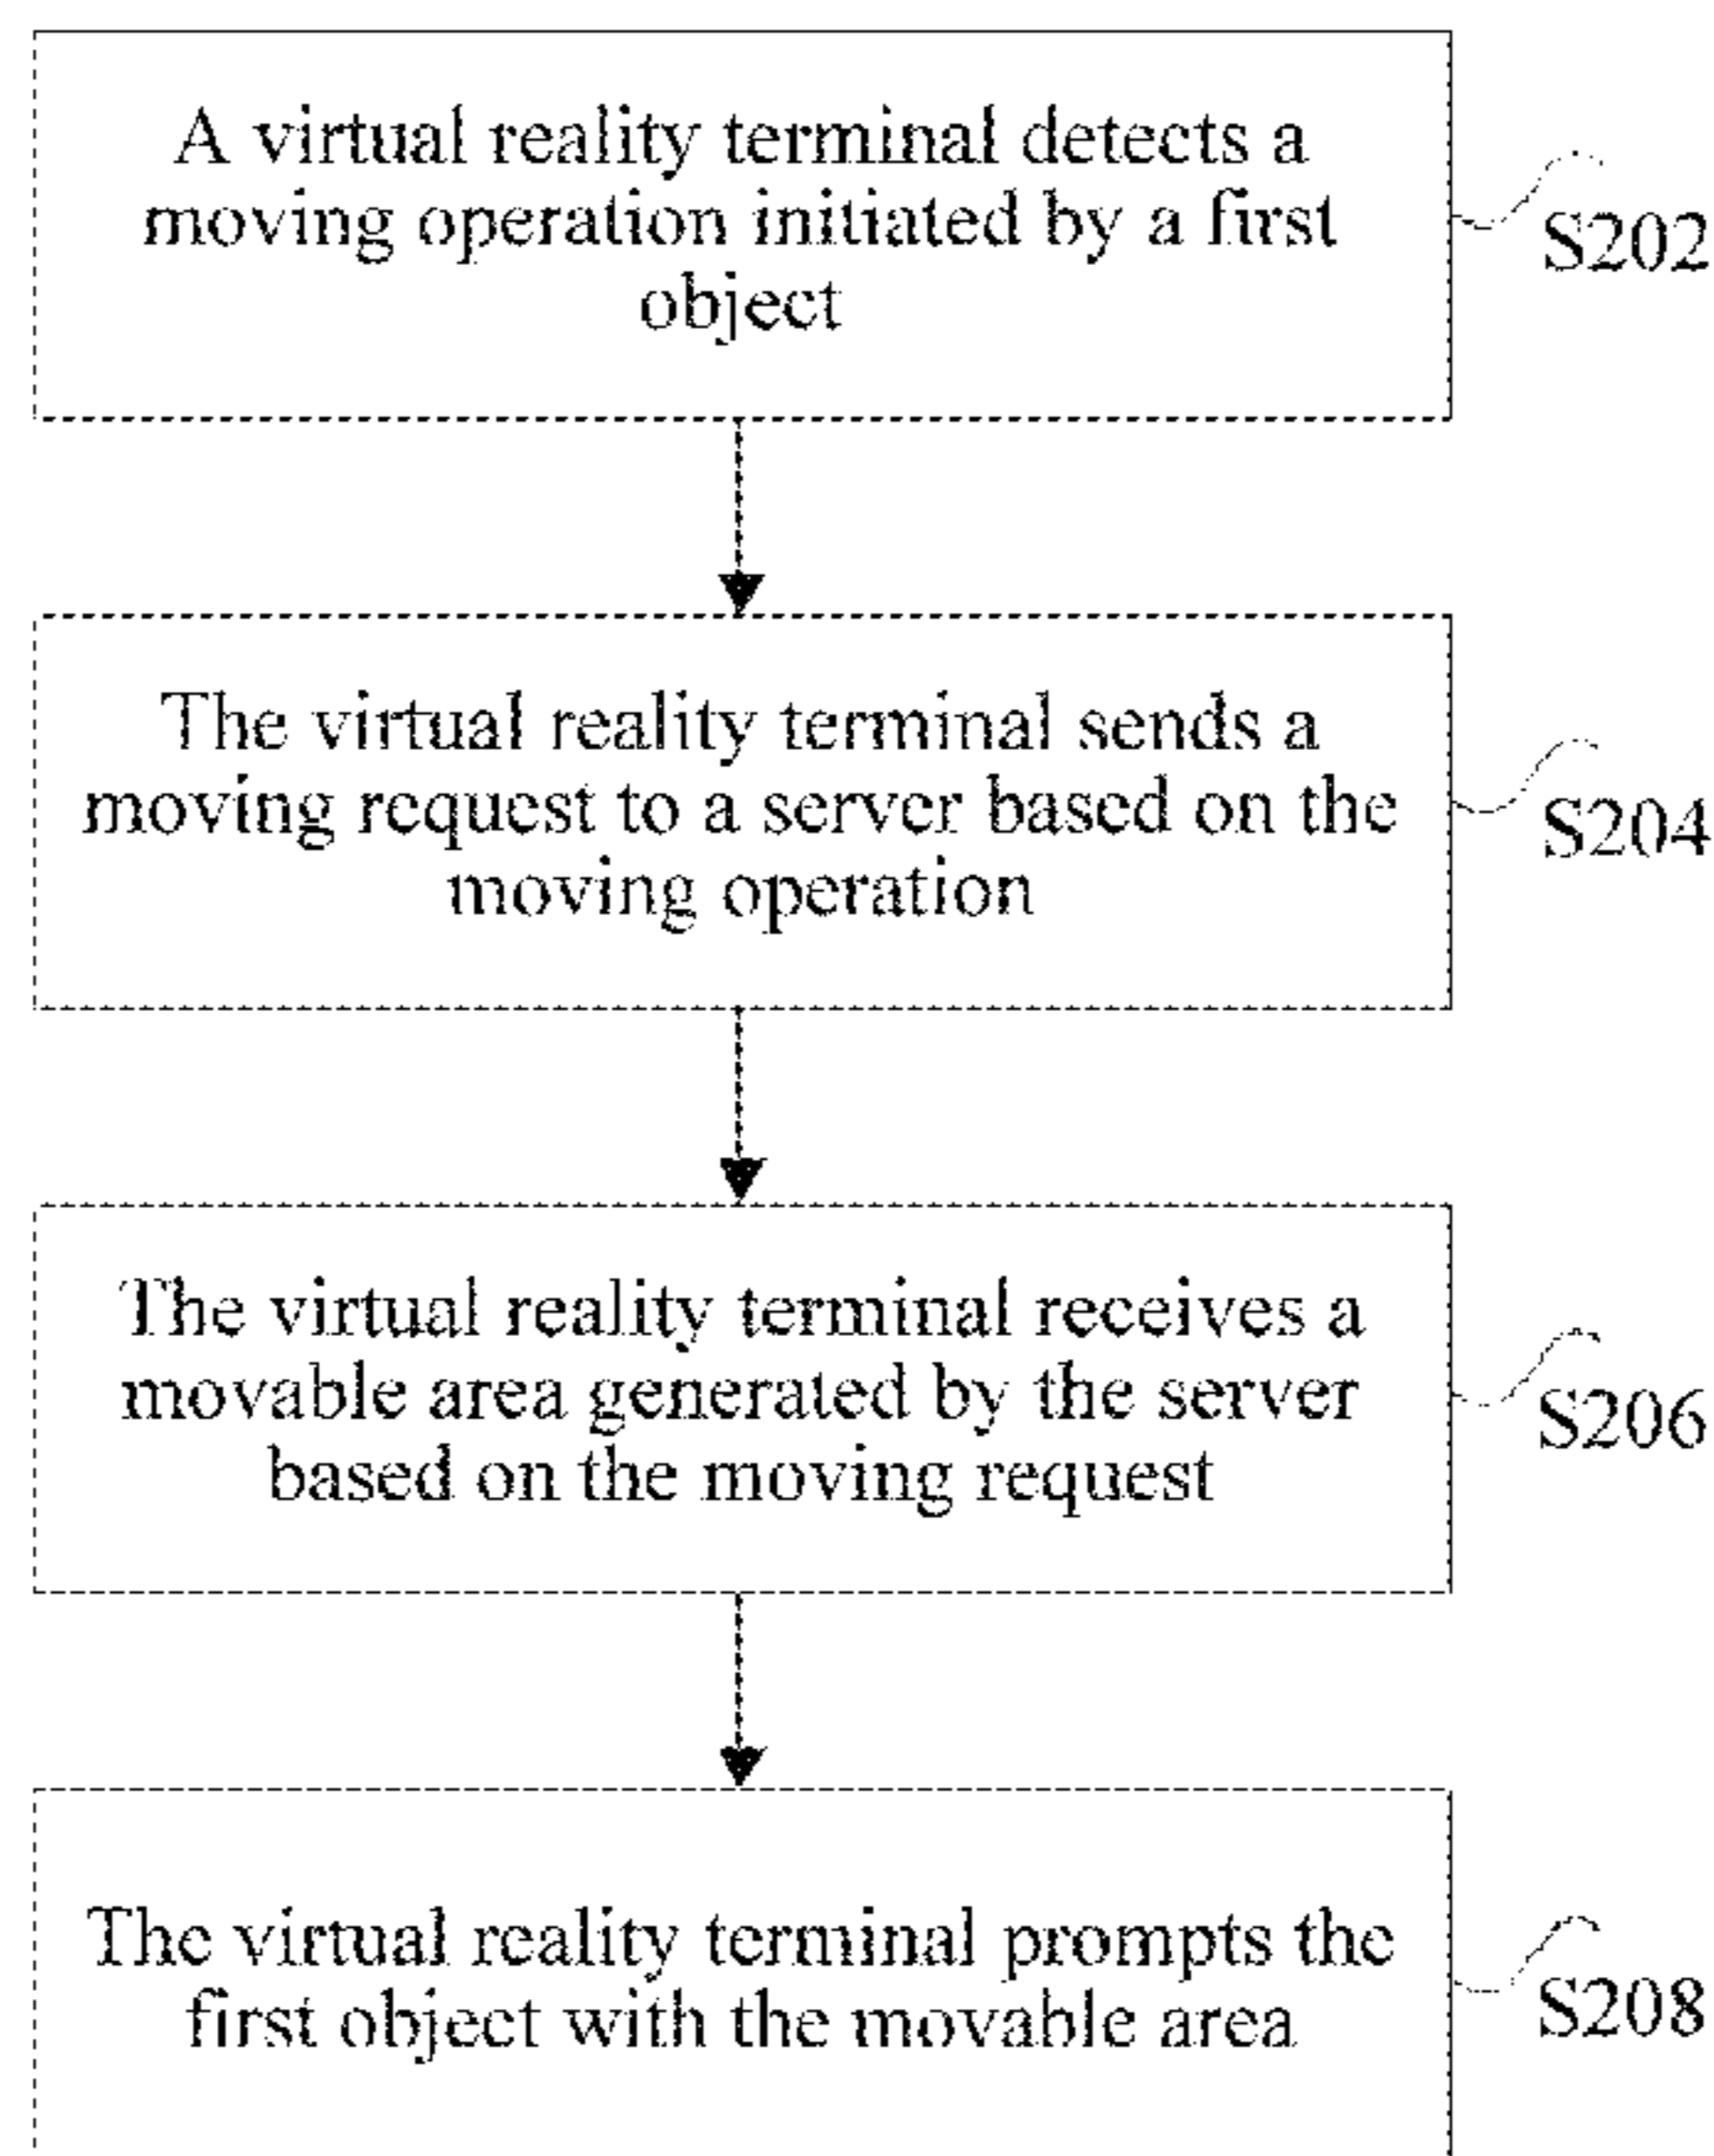 A virtual reality terminal detects a
moving operation initiated by a first
object
S202
The virtual reality terminal sends a
moving request to a server based on the
moving operation
S204
The virtual reality terminal receives a
movable area generated by the server
based on the moving request
S206
The virtual reality terminal prompts the
first object with the movable area
S208